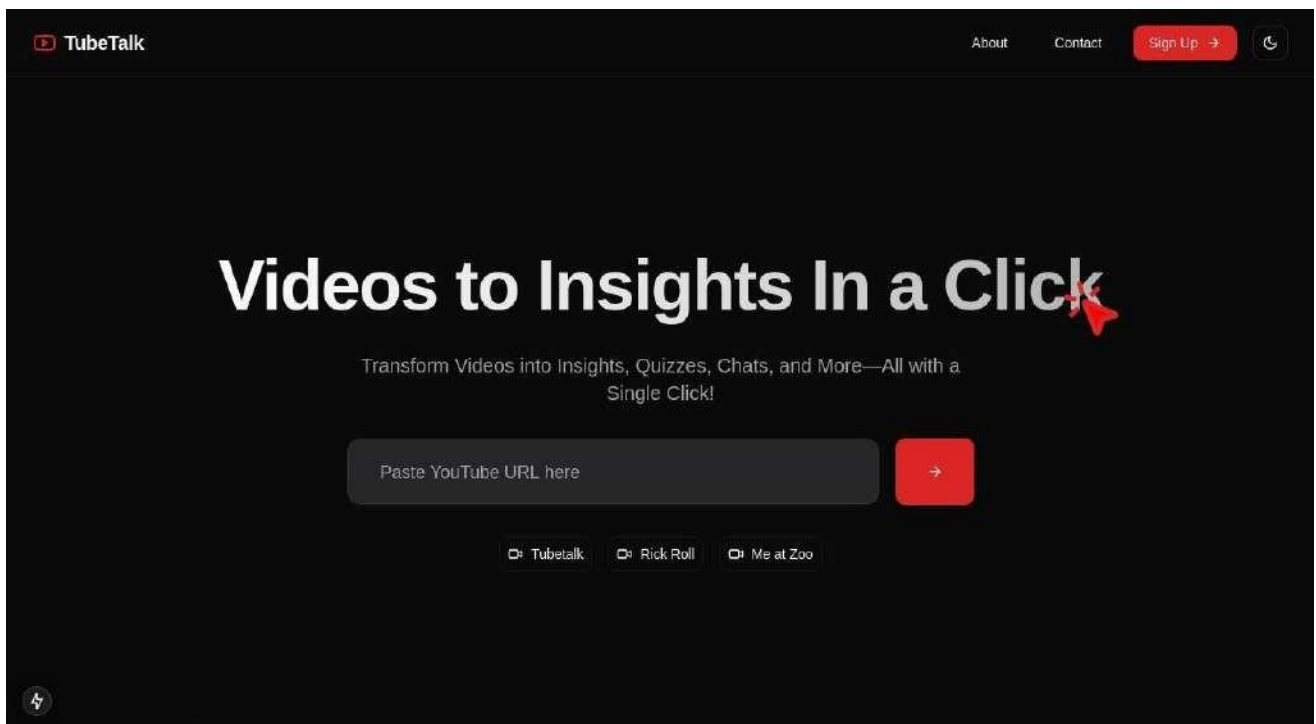 TubeTalk
About
Contact
Sign Up
Videos to Insights In a Click
Transform Videos into Insights, Quizzes, Chats, and More—All with a
Single Click!
Paste YouTube URL here
Tubetalk
Rick Roll
Me at Zoo